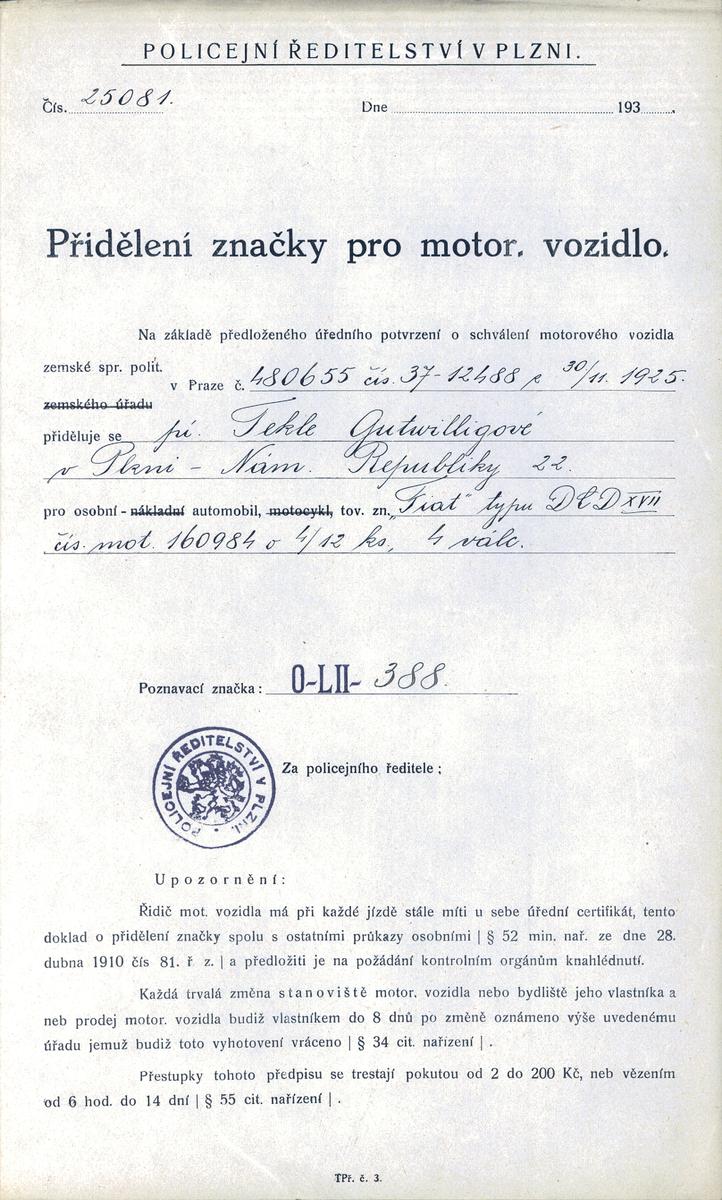 POLICEJNÍ ŘEDITELSTVÍ V PLZNI.
Čís. 25081. Dne 193
Přidělení značky pro motor. vozidlo.
Na základě předloženého úředního potvrzení o schválení motorového vozidla
zemské spr. polit.
v Praze č. 480655 čís. 37-12488 z 30/11. 1925.
zemského úřadu
přiděluje se pí. Tekle Gutwilligové
v Plzni - Nám. Republiky 22.
pro osobní - nákladní automobil, motocykl, tov. zn. „Fiat" typu DCD XVII
čís. mot. 160984 o 4/12 ks, 4 válc.
Poznavací značka: O-LII- 388.
POLICEJNÍ ŘEDITELSTVÍ V PLZNI.
Za policejního ředitele:
Upozornění:
Řidič mot. vozidla má při každé jízdě stále míti u sebe úřední certifikát, tento
doklad o přidělení značky spolu s ostatními průkazy osobními | § 52 min. nař. ze dne 28.
dubna 1910 čís 81. ř z. | a předložiti je na požádání kontrolním orgánům knahlédnutí.
Každá trvalá změna stanoviště motor. vozidla nebo bydliště jeho vlastníka a
neb prodej motor. vozidla budiž vlastníkem do 8 dnů po změně oznámeno výše uvedenému
úřadu jemuž budiž toto vyhotovení vráceno | § 34 cit. nařízení | .
Přestupky tohoto předpisu se trestají pokutou od 2 do 200 Kč, neb vězením
od 6 hod. do 14 dní | § 55 cit. nařízení | .
TPř. č. 3.